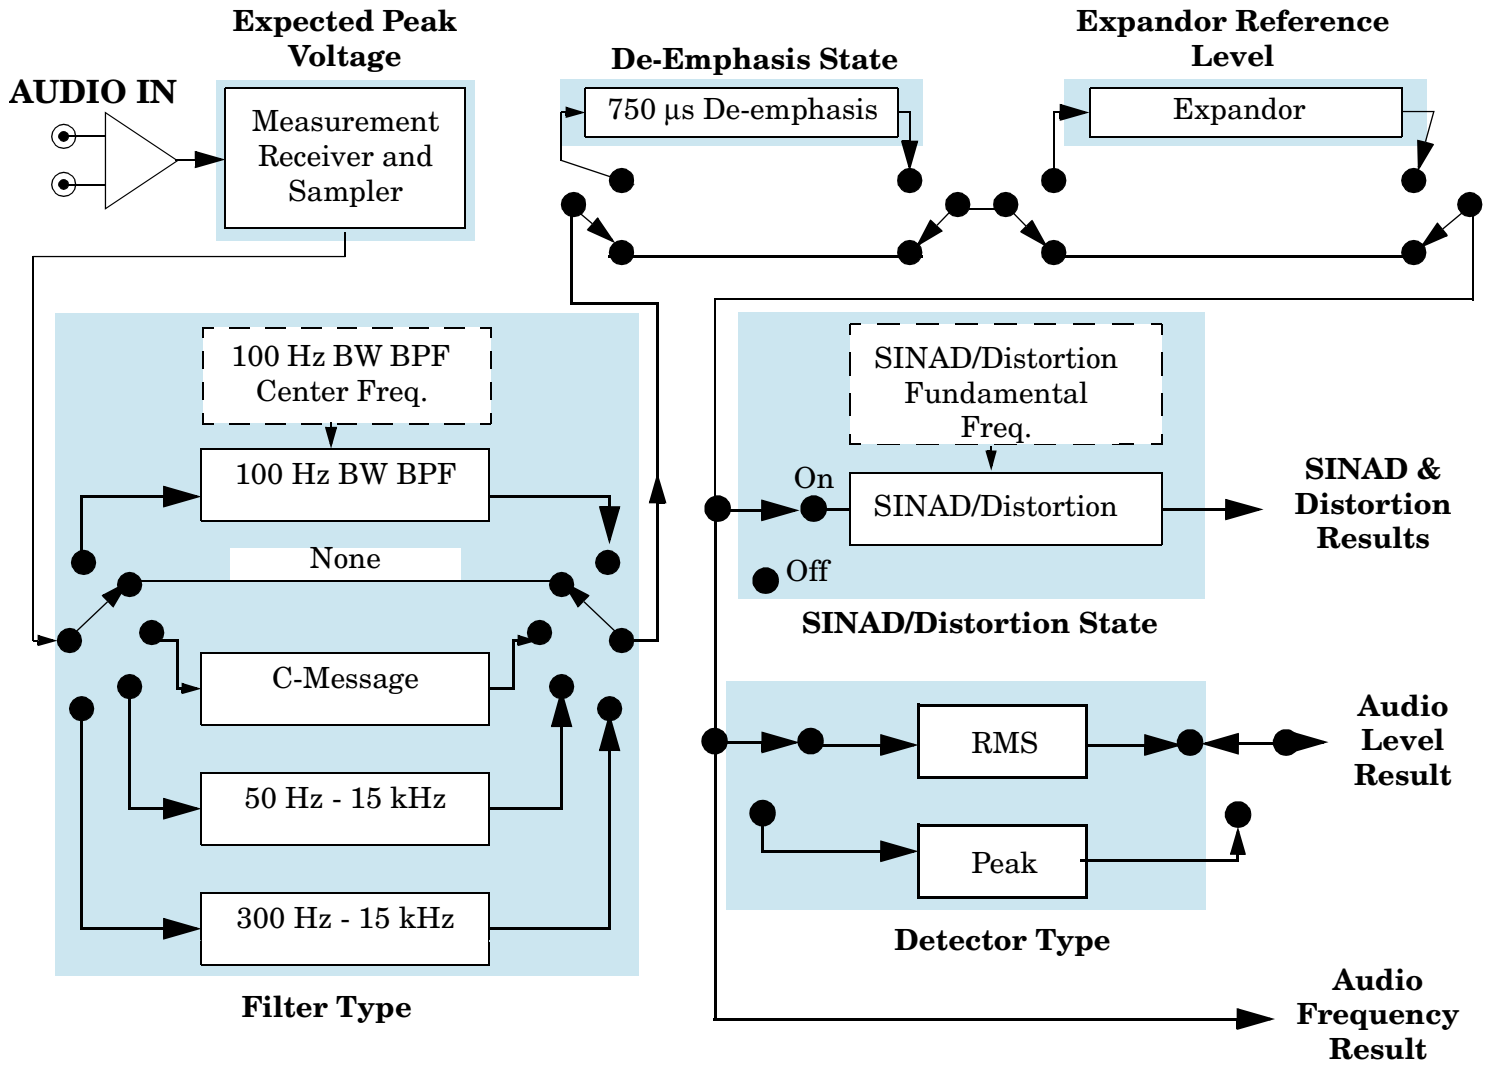 Expected Peak
Voltage
AUDIO IN
Measurement
Receiver and
Sampler
De-Emphasis State
750 µs De-emphasis
Expandor Reference
Level
Expandor
100 Hz BW BPF
Center Freq.
100 Hz BW BPF
None
C-Message
50 Hz - 15 kHz
300 Hz - 15 kHz
Filter Type
SINAD/Distortion
Fundamental
Freq.
On
SINAD/Distortion
Off
SINAD/Distortion State
SINAD &
Distortion
Results
RMS
Peak
Detector Type
Audio
Level
Result
Audio
Frequency
Result